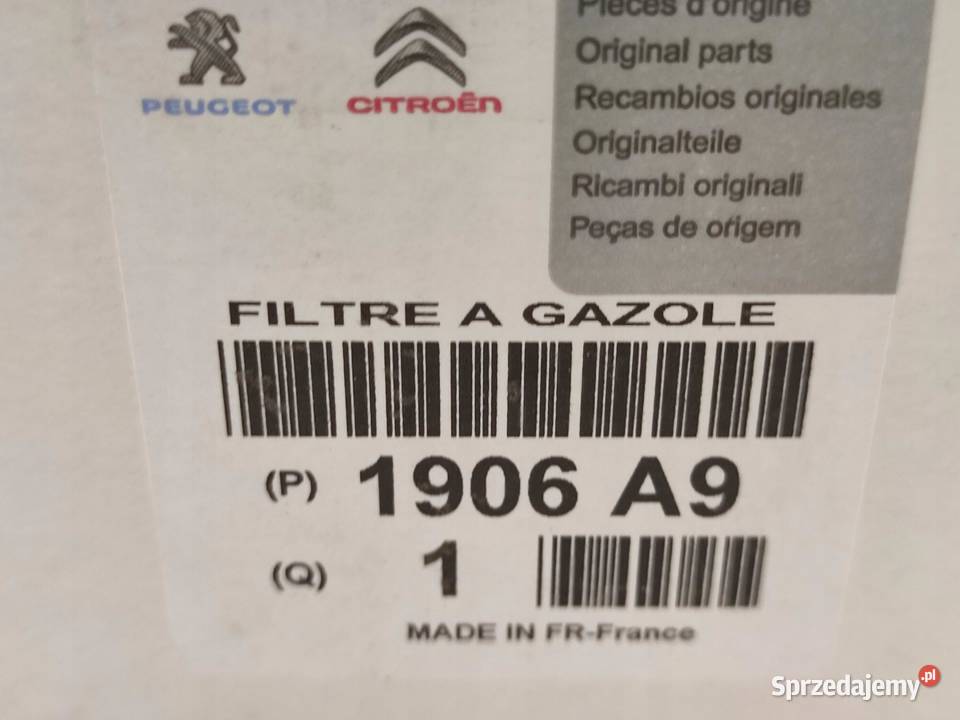 PEUGEOT
CITROËN
Pièces d'origine
Original parts
Recambios originales
Originalteile
Ricambi originali
Peças de origem
FILTRE A GAZOLE
(P) 1906 A9
(Q) 1
MADE IN FR-France
Sprzedajemy.pl